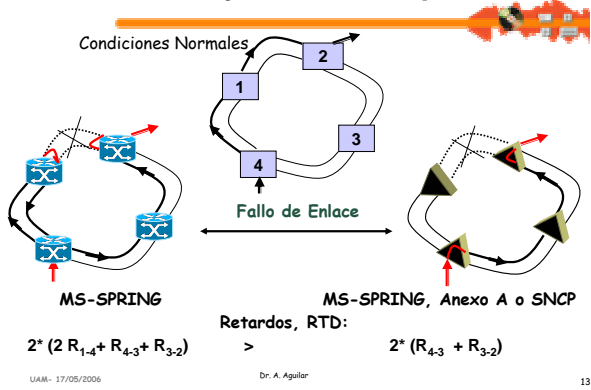 Condiciones Normales
2
1
3
4
Fallo de Enlace
MS-SPRING
MS-SPRING, Anexo A o SNCP
Retardos, RTD:
2* (2 R1-4+ R4-3+ R3-2) > 2* (R4-3 + R3-2)
UAM- 17/05/2006 Dr. A. Aguilar 13